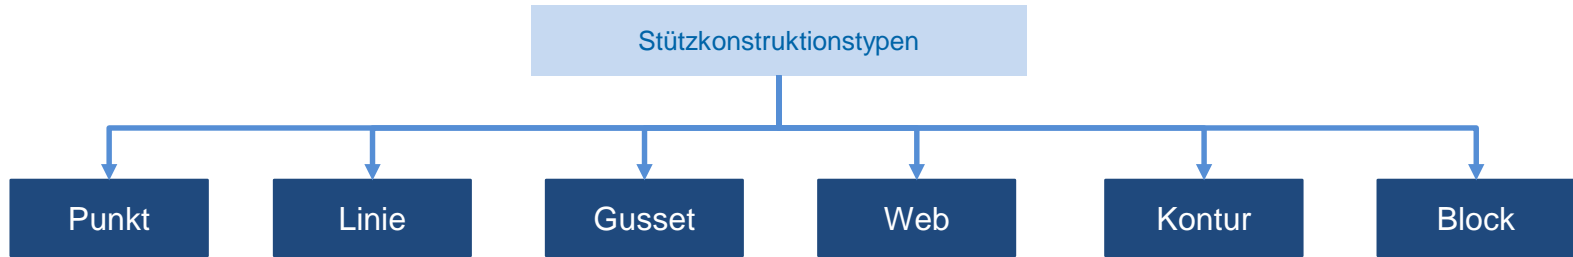 Stützkonstruktionstypen
Punkt
Linie
Gusset
Web
Kontur
Block